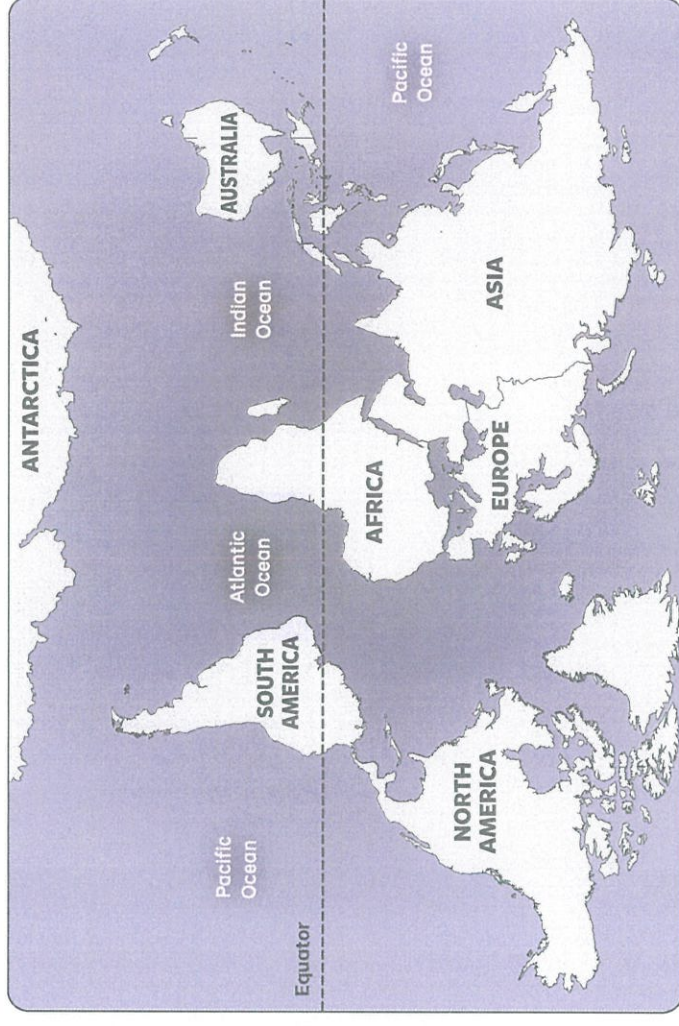 ANTARCTICA
Pacific
Ocean
Atlantic
Ocean
Indian
Ocean
AUSTRALIA
SOUTH
AMERICA
Equator
AFRICA
Pacific
Ocean
NORTH
AMERICA
EUROPE
ASIA